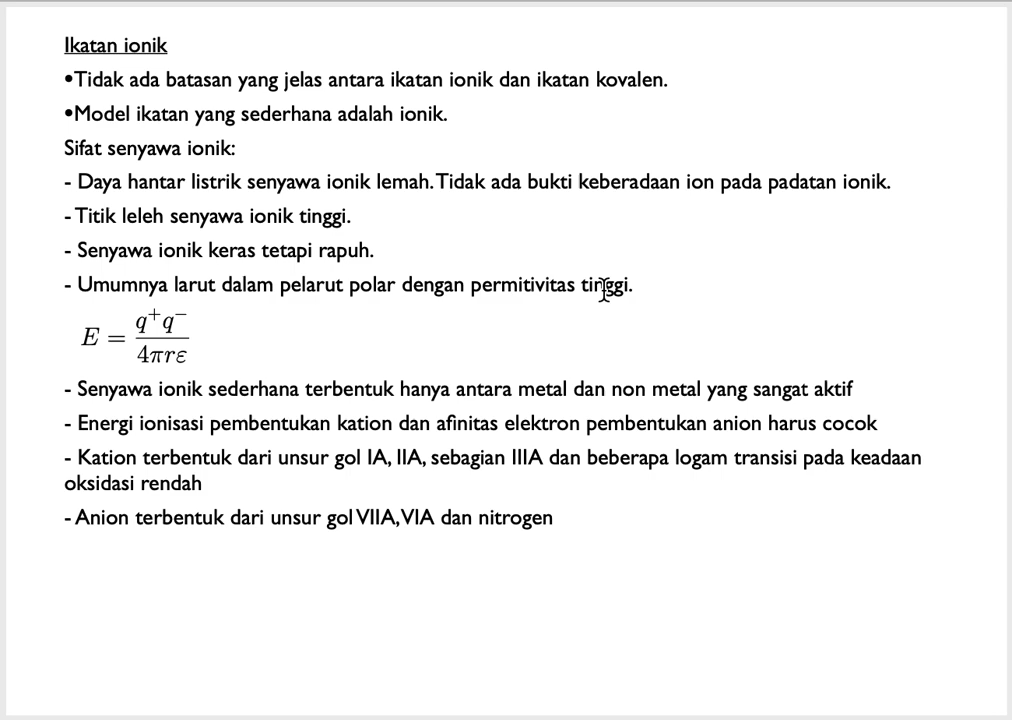 Ikatan ionik
•Tidak ada batasan yang jelas antara ikatan ionik dan ikatan kovalen.
•Model ikatan yang sederhana adalah ionik.
Sifat senyawa ionik:
- Daya hantar listrik senyawa ionik lemah. Tidak ada bukti keberadaan ion pada padatan ionik.
- Titik leleh senyawa ionik tinggi.
- Senyawa ionik keras tetapi rapuh.
- Umumnya larut dalam pelarut polar dengan permitivitas tinggi.
E = q⁺q⁻ / 4πrε
- Senyawa ionik sederhana terbentuk hanya antara metal dan non metal yang sangat aktif
- Energi ionisasi pembentukan kation dan afinitas elektron pembentukan anion harus cocok
- Kation terbentuk dari unsur gol IA, IIA, sebagian IIIA dan beberapa logam transisi pada keadaan
oksidasi rendah
- Anion terbentuk dari unsur gol VIIA, VIA dan nitrogen